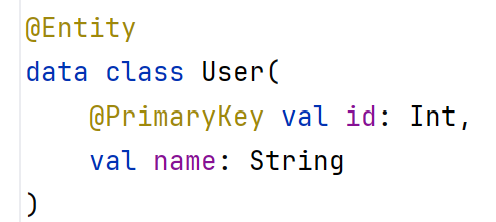 @Entity
data class User(
    @PrimaryKey val id: Int,
    val name: String
)